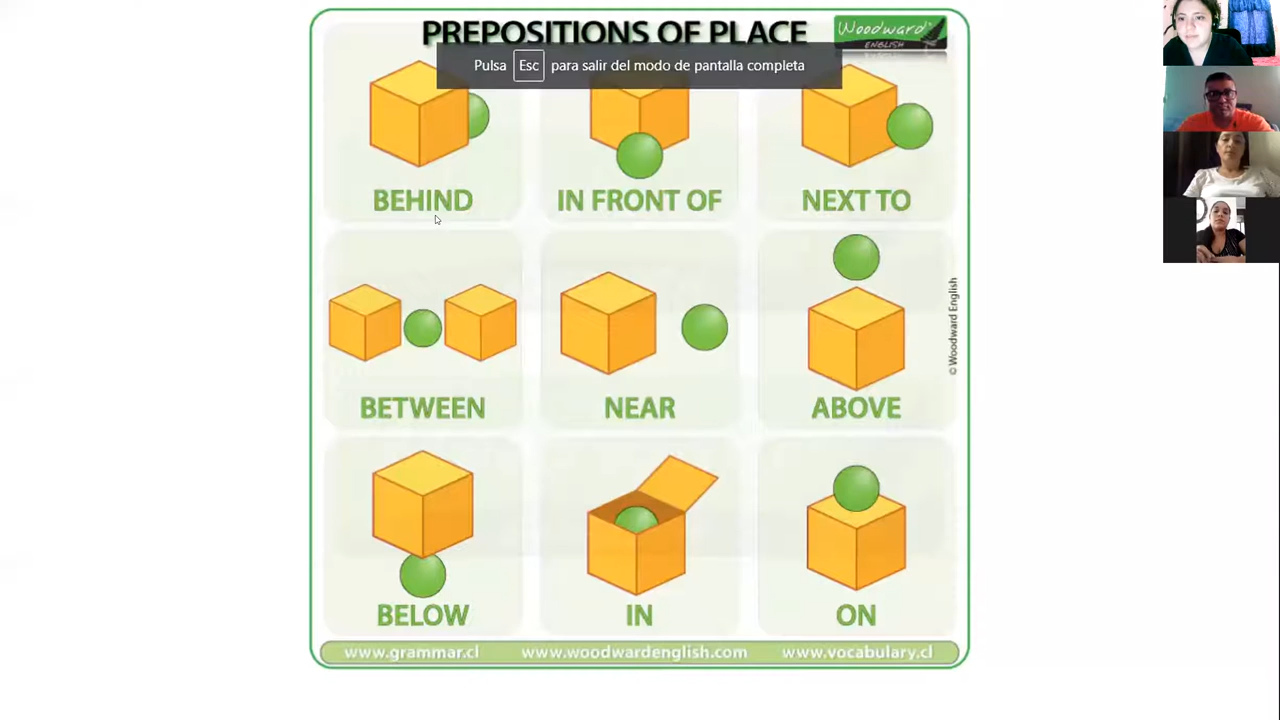 PREPOSITIONS OF PLACE
Woodward
ENGLISH
Pulsa Esc para salir del modo de pantalla completa
BEHIND
IN FRONT OF
NEXT TO
BETWEEN
NEAR
ABOVE
© Woodward English
BELOW
IN
ON
www.grammar.cl
www.woodwardenglish.com
www.vocabulary.cl